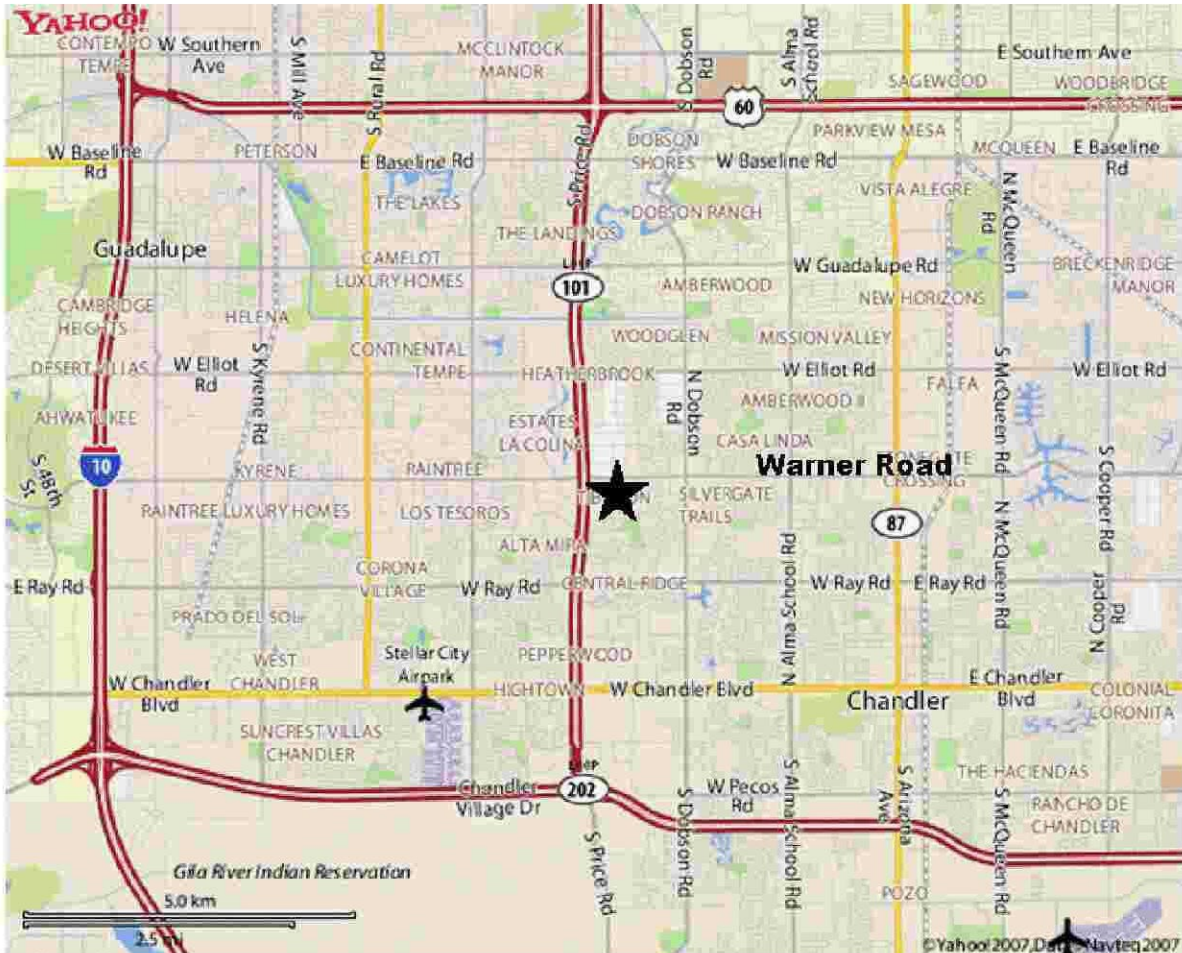 YAHOO!
CONTEMPO
TEMPE
W Southern
Ave
S Mill Ave
S Rural Rd
MCCLINTOCK
MANOR
S Dobson
Rd
S Alma
School Rd
E Southern Ave
SAGEWOOD
WOODBRIDGE
CROSSING
60
W Baseline
Rd
PETERSON
E Baseline Rd
S Price Rd
DOBSON
SHORES
W Baseline Rd
PARKVIEW MESA
MCQUEEN
E Baseline
Rd
THE LAKES
VISTA ALEGRE
N McQueen
Rd
DOBSON RANCH
THE LANDINGS
Guadalupe
CAMELOT
LUXURY HOMES
LOOP
101
AMBERWOOD
W Guadalupe Rd
BRECKENRIDGE
MANOR
NEW HORIZONS
CAMBRIDGE
HEIGHTS
HELENA
WOODGLEN
MISSION VALLEY
CONTINENTAL
TEMPE
DESERT VILLAS
W Elliot
Rd
S Kyrene Rd
HEATHERBROOK
W Elliot Rd
S McQueen Rd
W Elliot Rd
FALFA
N Dobson
Rd
AMBERWOOD II
AHWATUKEE
ESTATES
LA COLINA
CASA LINDA
S 48th
St
10
KYRENE
RAINTREE
Warner Road
CROSSING
S Cooper Rd
RAINTREE LUXURY HOMES
LOS TESOROS
SILVERGATE
TRAILS
87
N McQueen Rd
ALTA MIRA
N Alma School Rd
E Ray Rd
CORONA
VILLAGE
W Ray Rd
CENTRAL RIDGE
W Ray Rd
E Ray Rd
N Cooper
Rd
PRADO DEL SOL
Stellar City
Airpark
WEST
CHANDLER
PEPPERWOOD
W Chandler
Blvd
HIGHTOWN
W Chandler Blvd
Chandler
E Chandler
Blvd
COLONIAL
CORONITA
SUNCREST VILLAS
CHANDLER
THE HACIENDAS
LOOP
202
Chandler
Village Dr
S Dobson Rd
W Pecos
Rd
S Alma School Rd
S Arizona
Ave
S McQueen Rd
RANCHO DE
CHANDLER
S Price Rd
Gila River Indian Reservation
POZO
5.0 km
2.5 mi
©Yahoo!2007, Data Navteq 2007